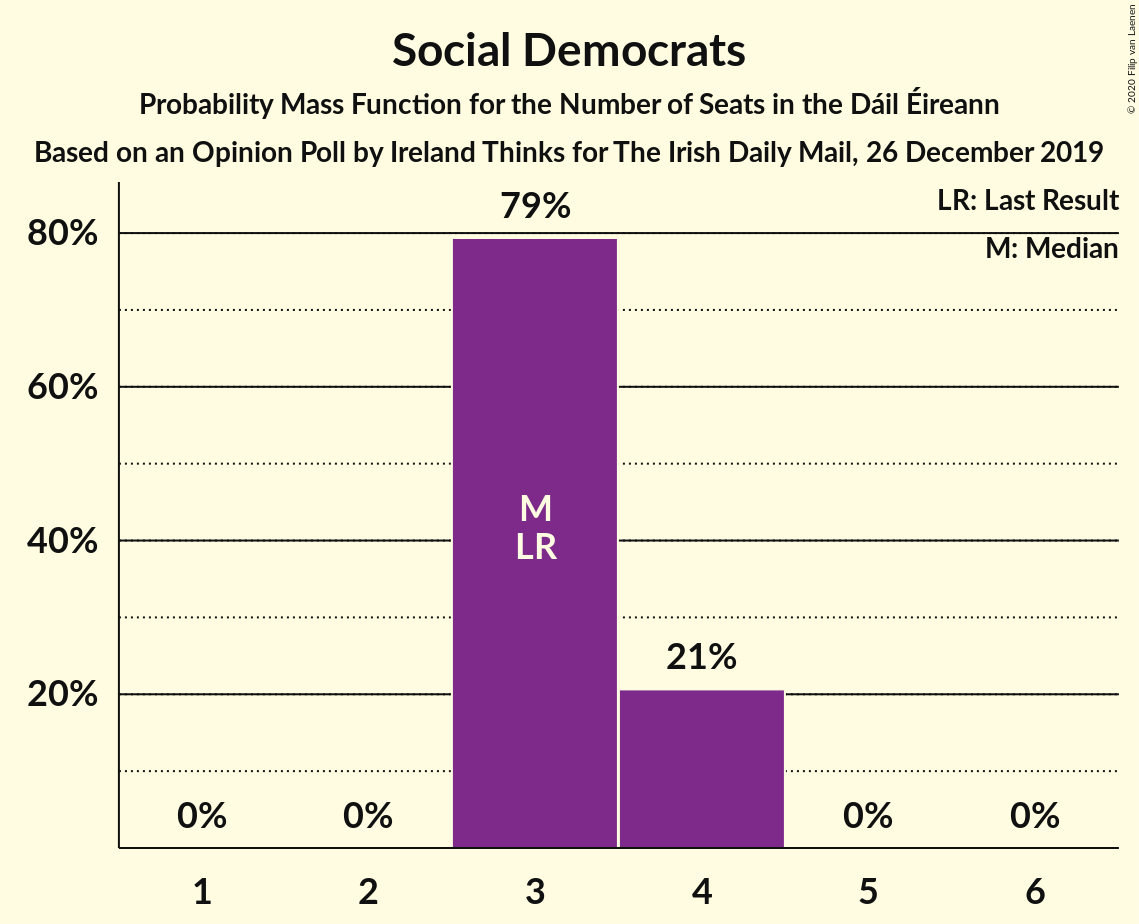 Social Democrats
Probability Mass Function for the Number of Seats in the Dáil Éireann
Based on an Opinion Poll by Ireland Thinks for The Irish Daily Mail, 26 December 2019
© 2020 Filip van Laenen
LR: Last Result
M: Median
80%
60%
40%
20%
79%
M
LR
21%
0%
0%
0%
0%
1
2
3
4
5
6